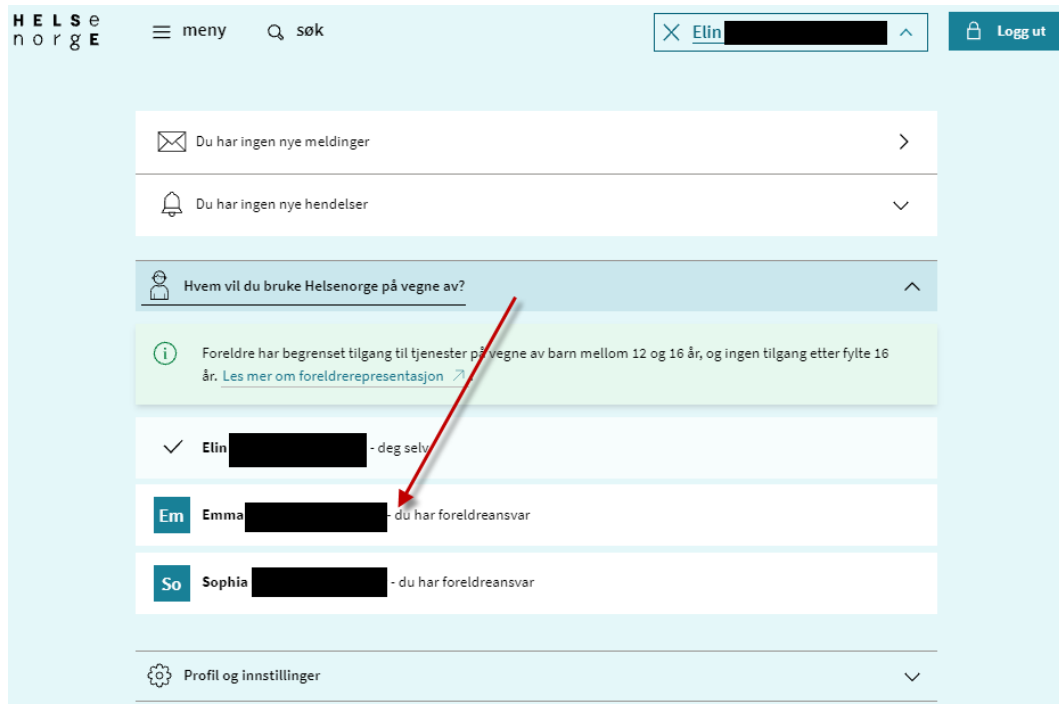 HELSe
norgE
meny
søk
Elin
Logg ut
Du har ingen nye meldinger
Du har ingen nye hendelser
Hvem vil du bruke Helsenorge på vegne av?
Foreldre har begrenset tilgang til tjenester på vegne av barn mellom 12 og 16 år, og ingen tilgang etter fylte 16
år. Les mer om foreldrerepresentasjon .
Elin - deg selv
Em Emma - du har foreldreansvar
So Sophia - du har foreldreansvar
Profil og innstillinger